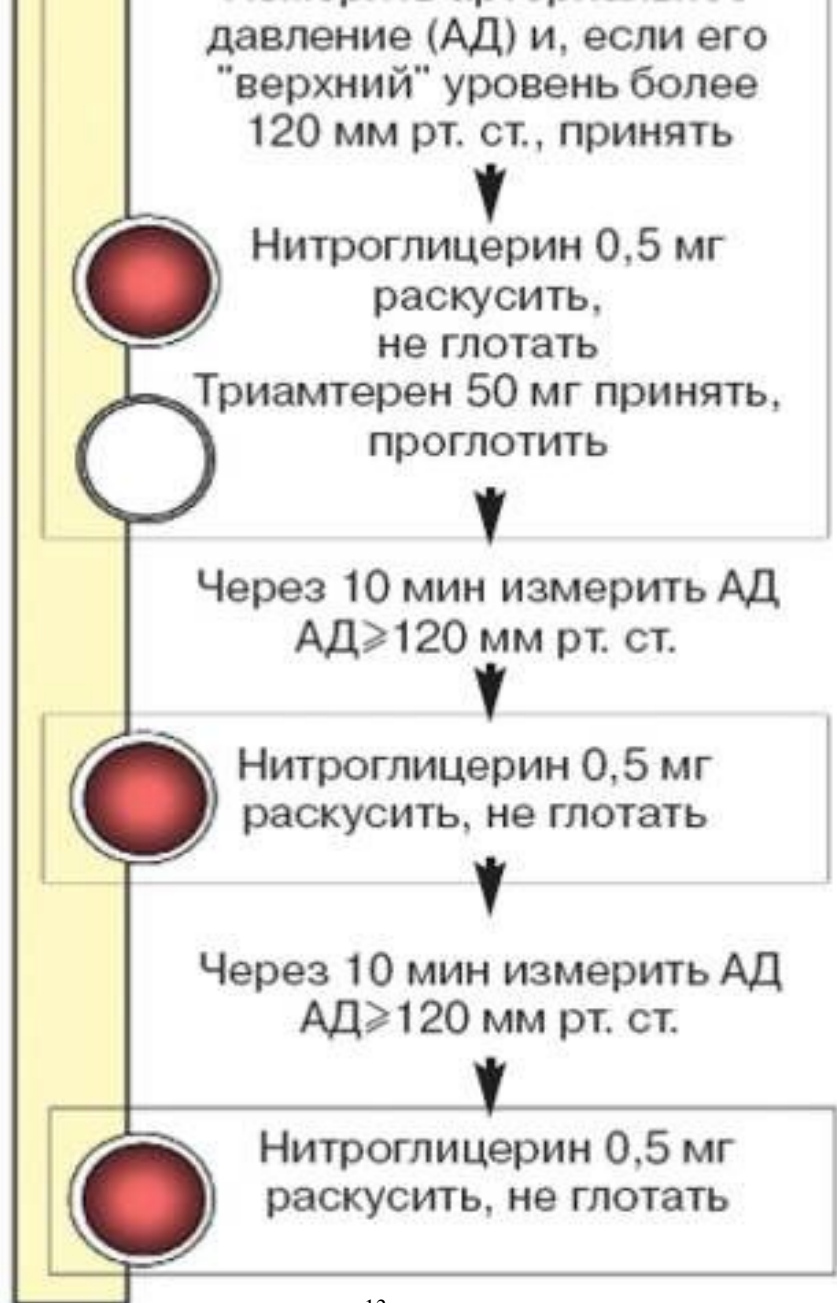 давление (АД) и, если его
"верхний" уровень более
120 мм рт. ст., принять
Нитроглицерин 0,5 мг
раскусить,
не глотать
Триамтерен 50 мг принять,
проглотить
Через 10 мин измерить АД
АД⩾120 мм рт. ст.
Нитроглицерин 0,5 мг
раскусить, не глотать
Через 10 мин измерить АД
АД⩾120 мм рт. ст.
Нитроглицерин 0,5 мг
раскусить, не глотать